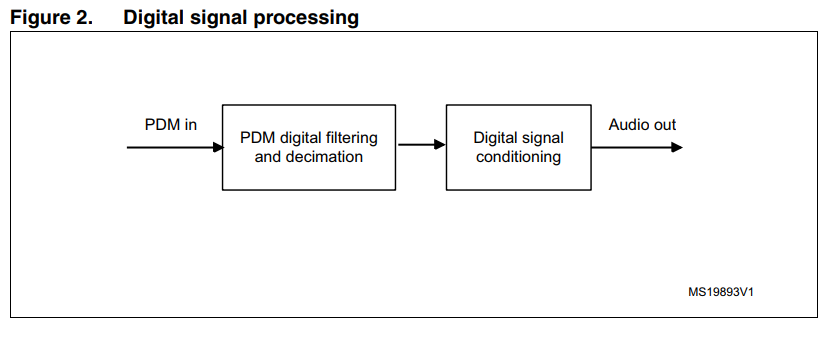 Figure 2. Digital signal processing
PDM in
PDM digital filtering
and decimation
Digital signal
conditioning
Audio out
MS19893V1